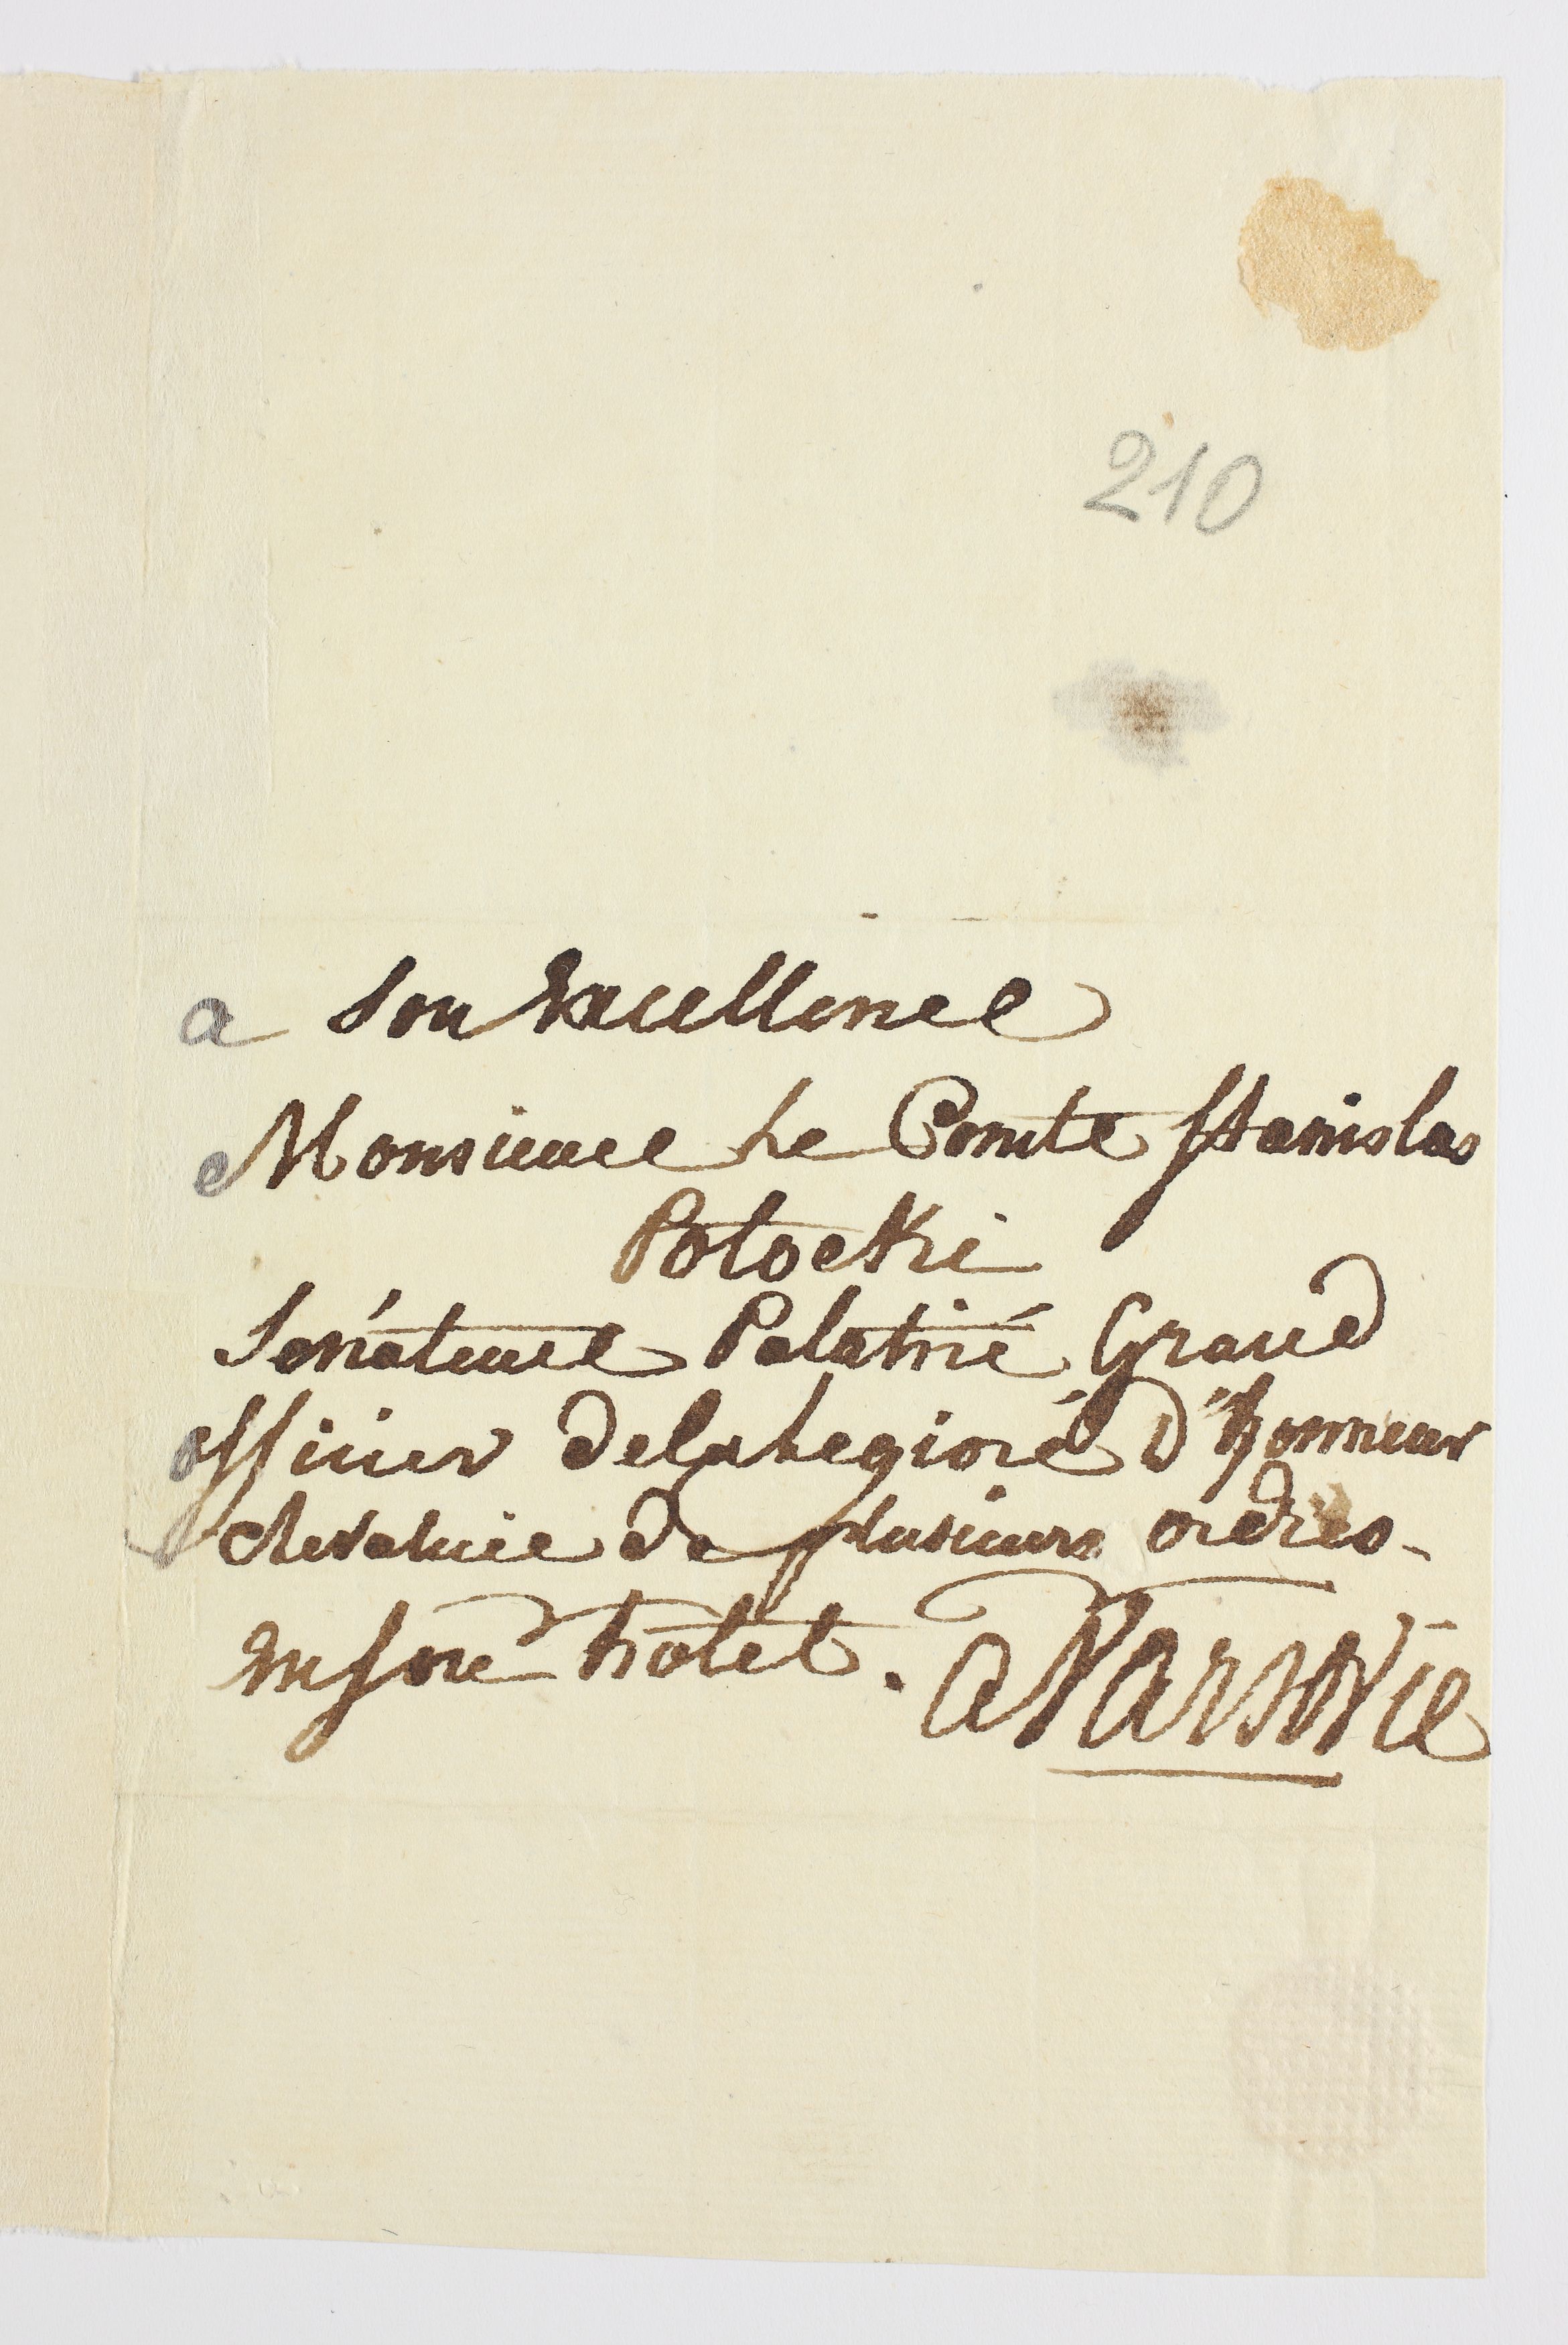 210
a Son Excellence
Monsieur Le Comte Stanislas
Potocki
Sénateur Palatin Grand
officier de la Legion D'honneur
chevalier de plusieurs ordres -
en son hôtel. a Varsovie